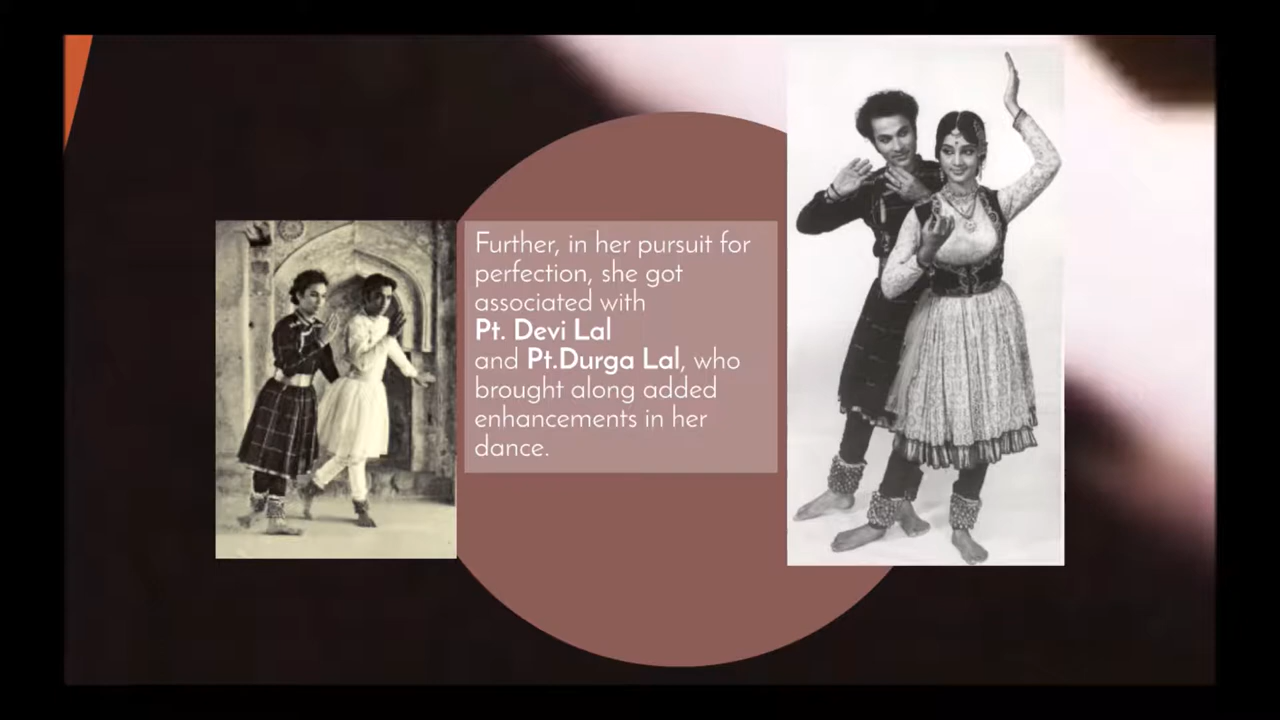 Further, in her pursuit for
perfection, she got
associated with
Pt. Devi Lal
and Pt.Durga Lal, who
brought along added
enhancements in her
dance.